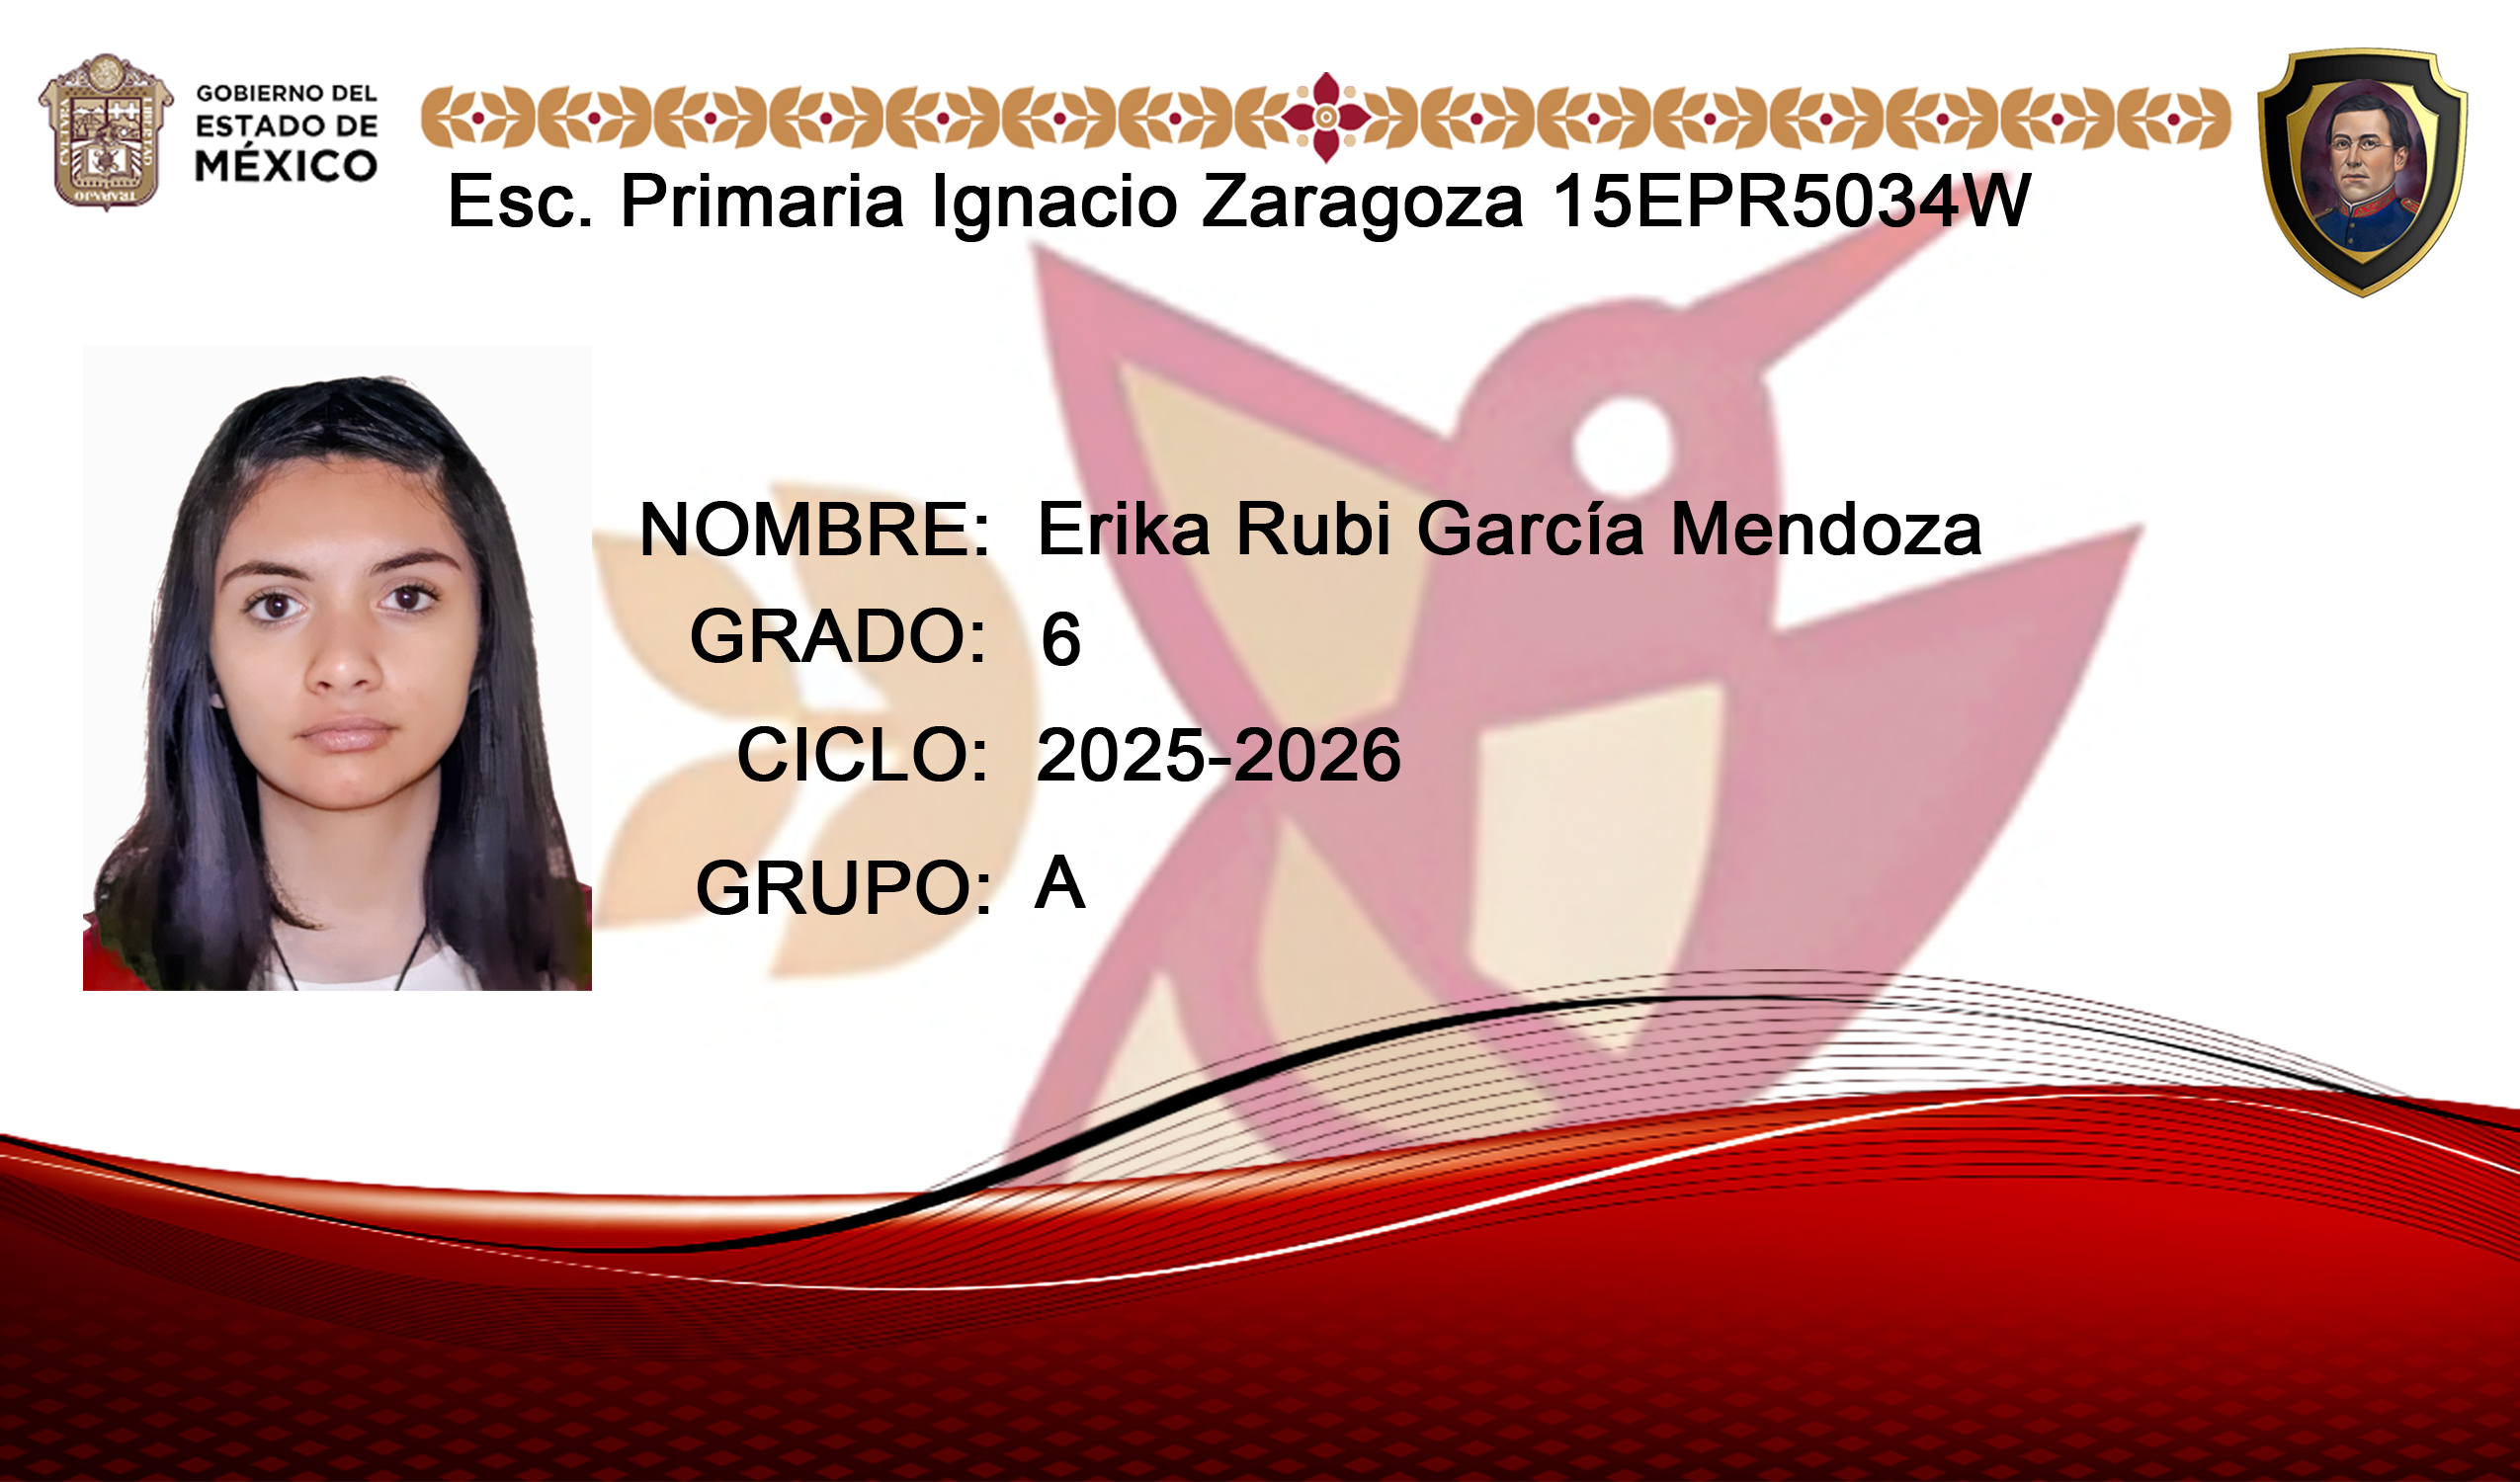 GOBIERNO DEL
ESTADO DE
MÉXICO
Esc. Primaria Ignacio Zaragoza 15EPR5034W
NOMBRE: Erika Rubi García Mendoza
GRADO: 6
CICLO: 2025-2026
GRUPO: A